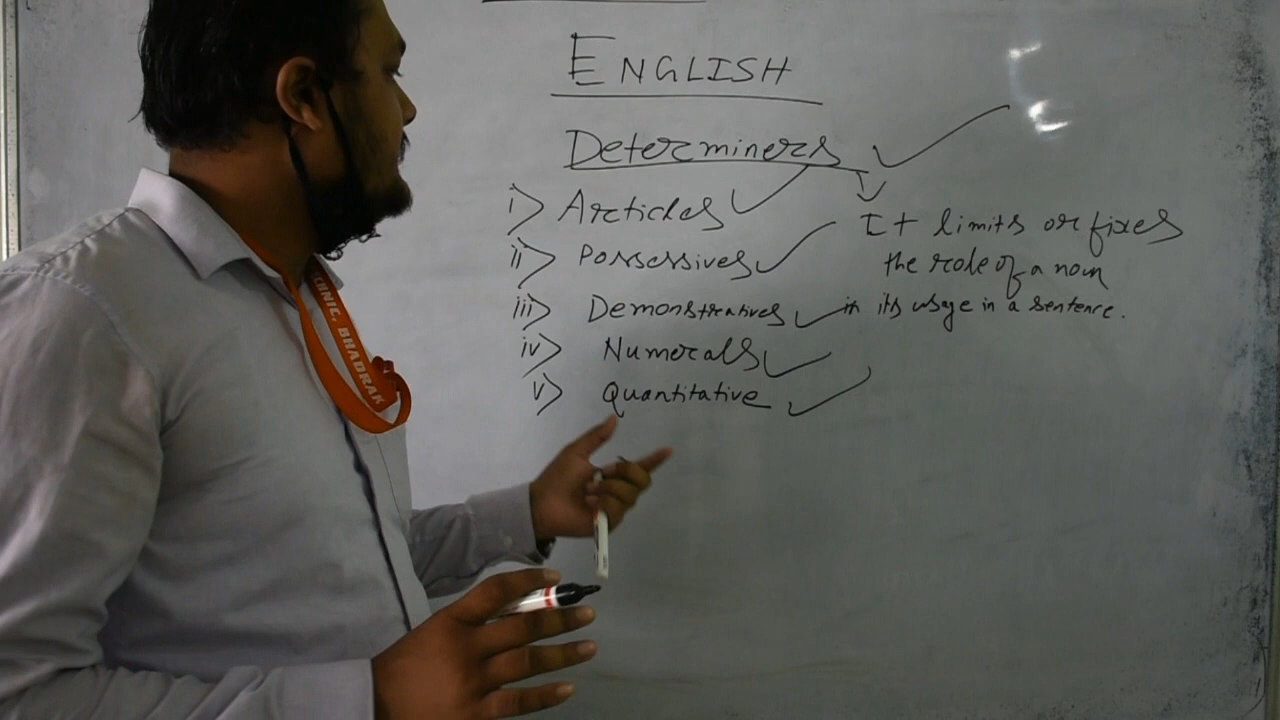 ENGLISH
Determiners
i) Articles
ii) Possessives
iii) Demonstratives
iv) Numerals
v) Quantitative
It limits or fixes
the role of a noun
in its usage in a sentence.
CHNIC, BHADRAK